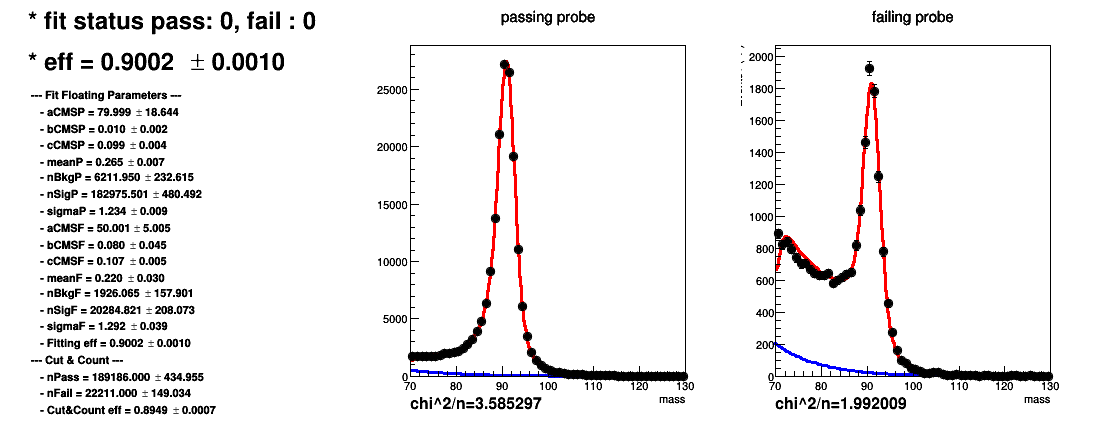 * fit status pass: 0, fail : 0
* eff = 0.9002 ± 0.0010
--- Fit Floating Parameters ---
- aCMSP = 79.999 ± 18.644
- bCMSP = 0.010 ± 0.002
- cCMSP = 0.099 ± 0.004
- meanP = 0.265 ± 0.007
- nBkgP = 6211.950 ± 232.615
- nSigP = 182975.501 ± 480.492
- sigmaP = 1.234 ± 0.009
- aCMSF = 50.001 ± 5.005
- bCMSF = 0.080 ± 0.045
- cCMSF = 0.107 ± 0.005
- meanF = 0.220 ± 0.030
- nBkgF = 1926.065 ± 157.901
- nSigF = 20284.821 ± 208.073
- sigmaF = 1.292 ± 0.039
- Fitting eff = 0.9002 ± 0.0010
--- Cut & Count ---
- nPass = 189186.000 ± 434.955
- nFail = 22211.000 ± 149.034
- Cut&Count eff = 0.8949 ± 0.0007
passing probe
25000
20000
15000
10000
5000
0
70 80 90 100 110 120 130
mass
chi^2/n=3.585297
failing probe
2000
1800
1600
1400
1200
1000
800
600
400
200
0
70 80 90 100 110 120 130
mass
chi^2/n=1.992009